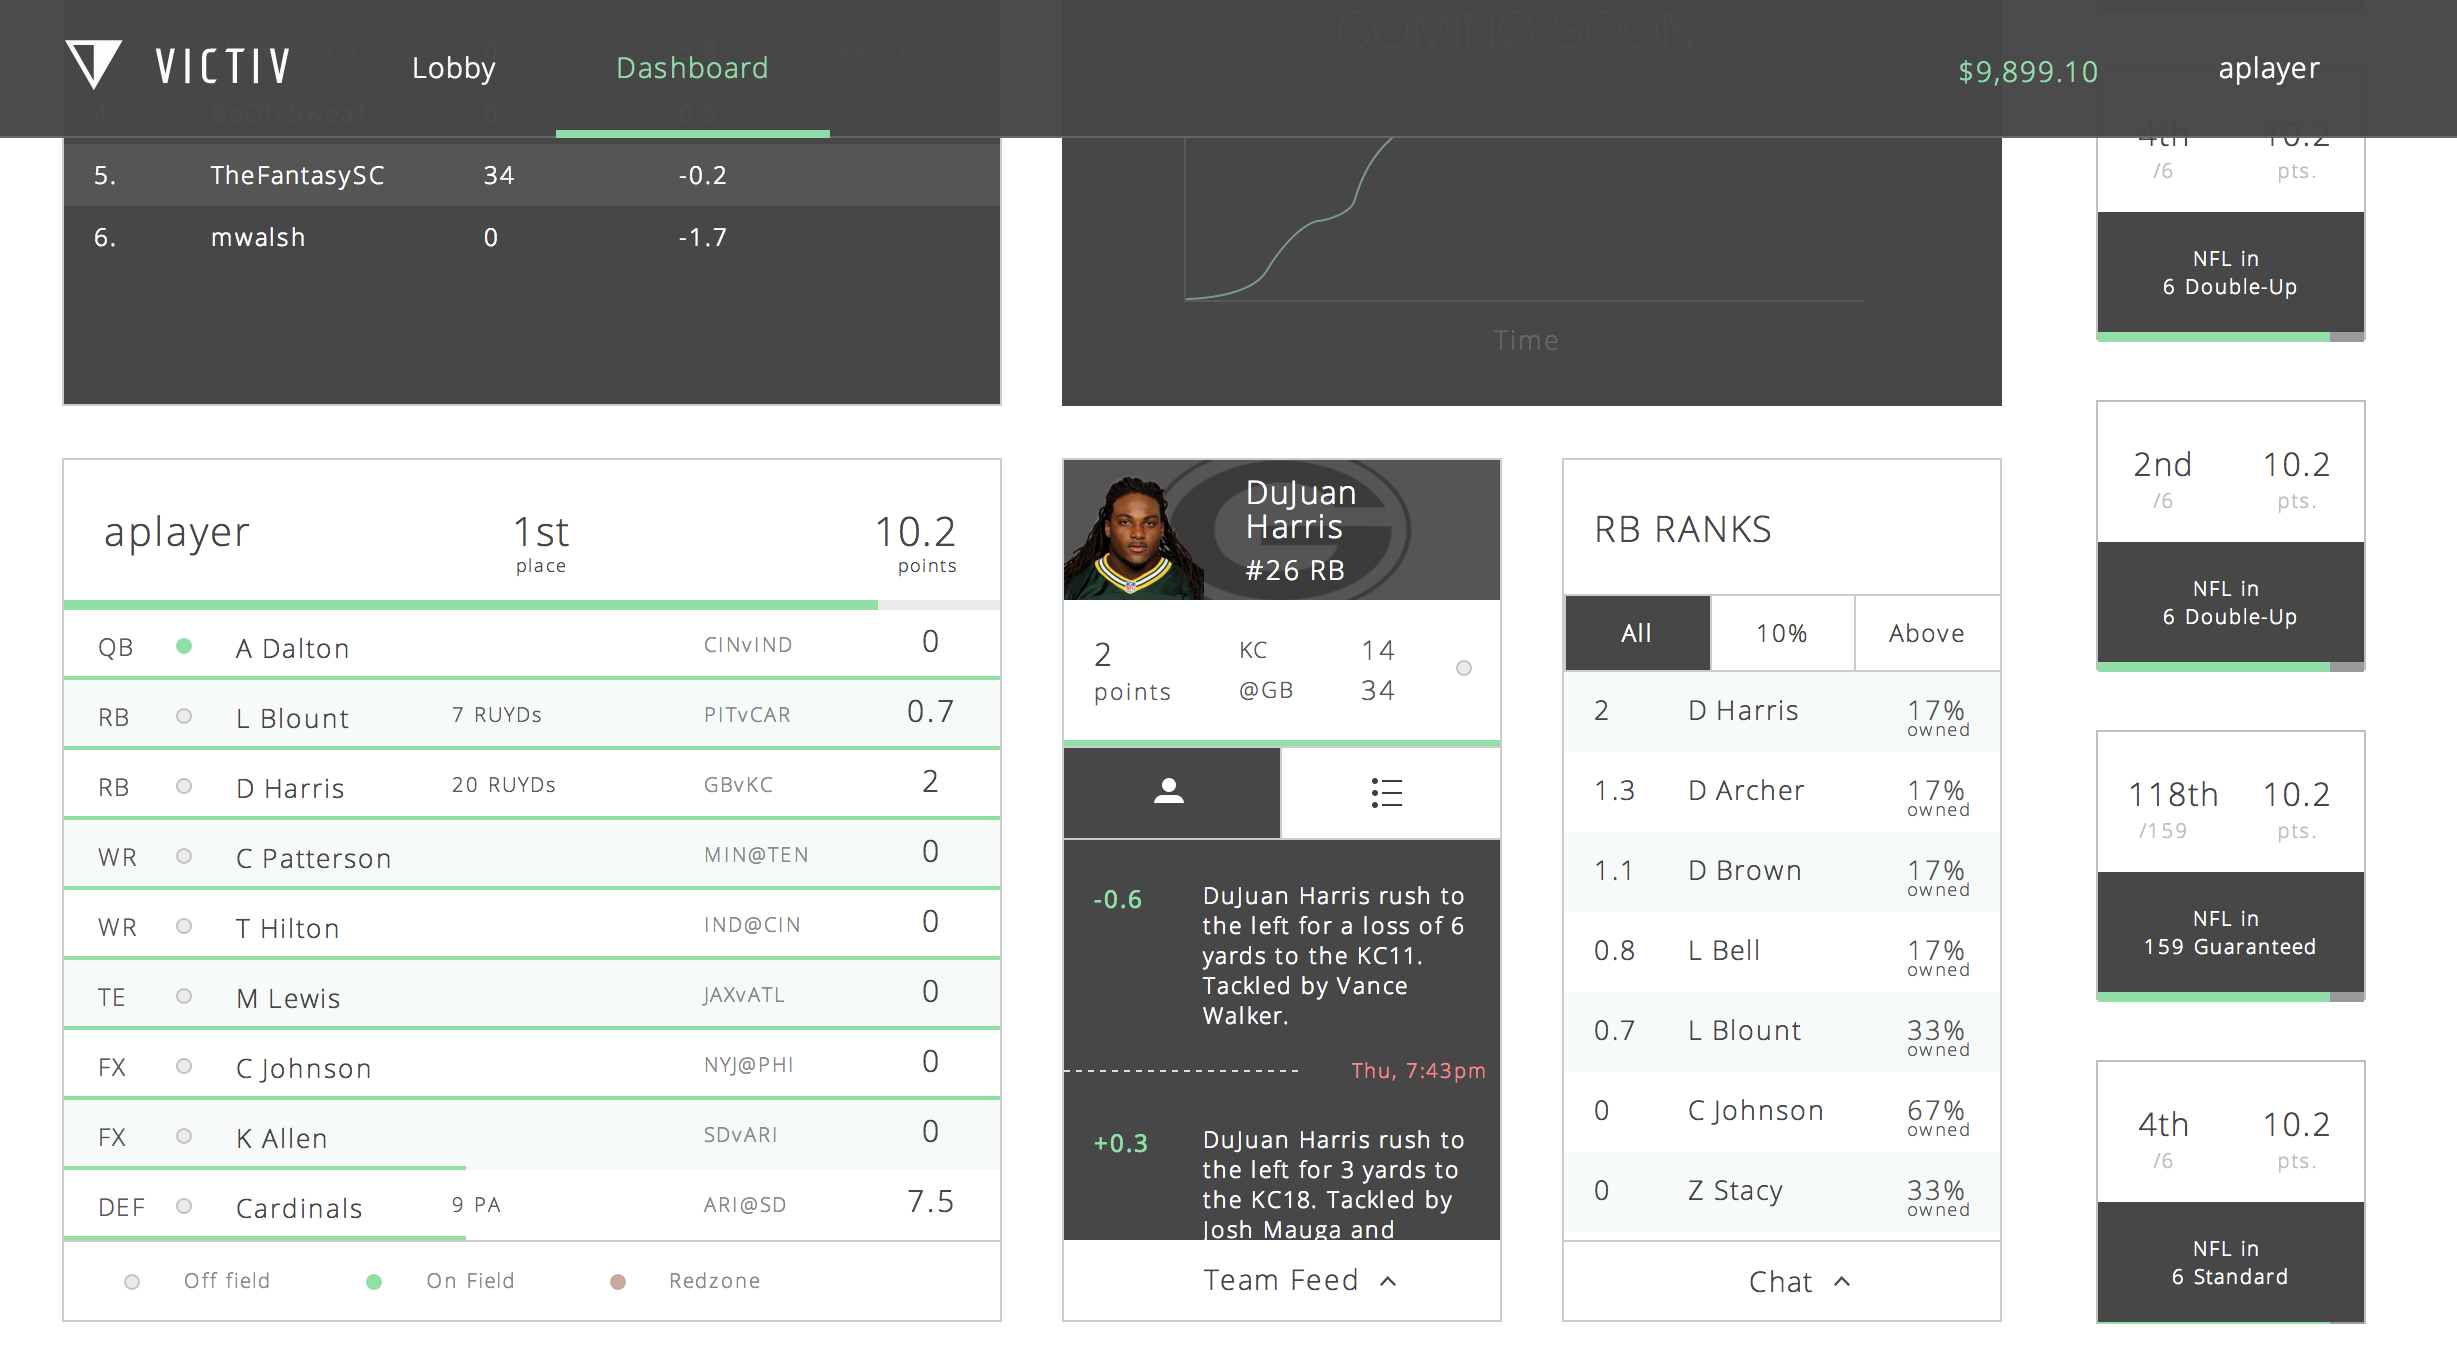 VICTIV
Lobby
Dashboard
$9,899.10
aplayer
COMING SOON
4. BoOtySweaT 0 0.5
5. TheFantasySC 34 -0.2
6. mwalsh 0 -1.7
Time
4th 10.2
/6 pts.
NFL in
6 Double-Up
2nd 10.2
/6 pts.
NFL in
6 Double-Up
118th 10.2
/159 pts.
NFL in
159 Guaranteed
4th 10.2
/6 pts.
NFL in
6 Standard
aplayer 1st 10.2
place points
QB A Dalton CINvIND 0
RB L Blount 7 RUYDs PITvCAR 0.7
RB D Harris 20 RUYDs GBvKC 2
WR C Patterson MIN@TEN 0
WR T Hilton IND@CIN 0
TE M Lewis JAXvATL 0
FX C Johnson NYJ@PHI 0
FX K Allen SDvARI 0
DEF Cardinals 9 PA ARI@SD 7.5
Off field On Field Redzone
DuJuan
Harris
#26 RB
2 KC 14
points @GB 34
-0.6 DuJuan Harris rush to
the left for a loss of 6
yards to the KC11.
Tackled by Vance
Walker.
Thu, 7:43pm
+0.3 DuJuan Harris rush to
the left for 3 yards to
the KC18. Tackled by
Josh Mauga and
Team Feed
RB RANKS
All 10% Above
2 D Harris 17%
owned
1.3 D Archer 17%
owned
1.1 D Brown 17%
owned
0.8 L Bell 17%
owned
0.7 L Blount 33%
owned
0 C Johnson 67%
owned
0 Z Stacy 33%
owned
Chat